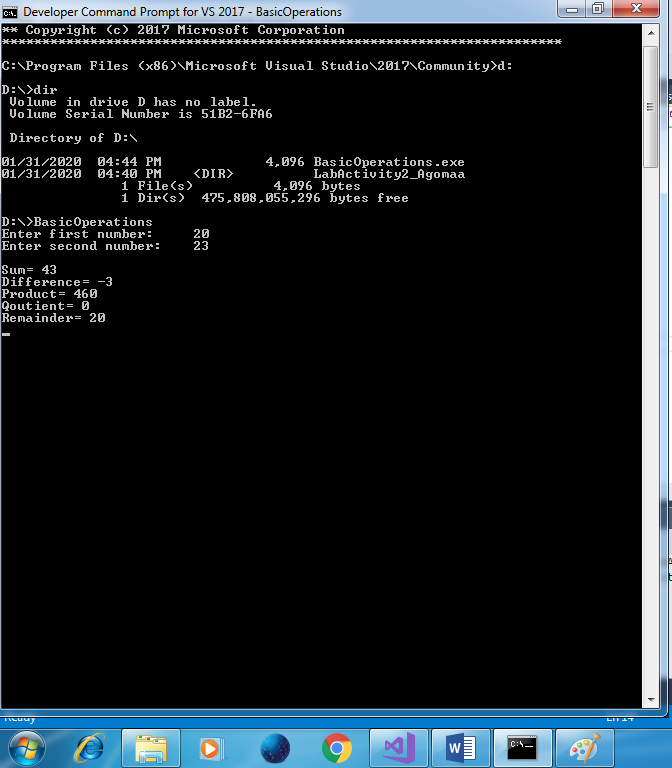 Developer Command Prompt for VS 2017 - BasicOperations
** Copyright (c) 2017 Microsoft Corporation
**********************************************************************
C:\Program Files (x86)\Microsoft Visual Studio\2017\Community>d:
D:\>dir
Volume in drive D has no label.
Volume Serial Number is 51B2-6FA6
Directory of D:\
01/31/2020 04:44 PM 4,096 BasicOperations.exe
01/31/2020 04:40 PM <DIR> LabActivity2_Agomaa
1 File(s) 4,096 bytes
1 Dir(s) 475,808,055,296 bytes free
D:\>BasicOperations
Enter first number: 20
Enter second number: 23
Sum= 43
Difference= -3
Product= 460
Qoutient= 0
Remainder= 20
Ready
Ln 14